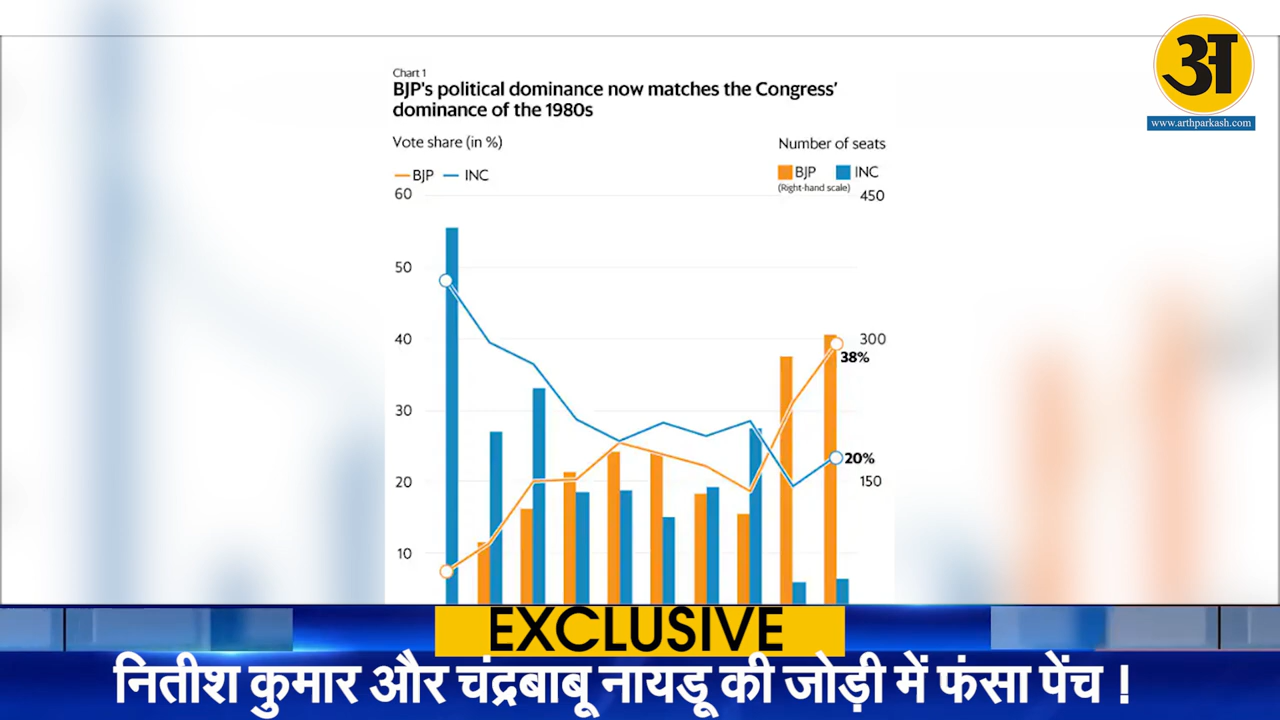 अ
www.arthparkash.com
Chart 1
BJP's political dominance now matches the Congress'
dominance of the 1980s
Vote share (in %)
Number of seats
BJP INC
BJP INC
(Right-hand scale)
60
450
50
40
300
38%
30
20%
20
150
10
EXCLUSIVE
नितीश कुमार और चंद्रबाबू नायडू की जोड़ी में फंसा पेंच !